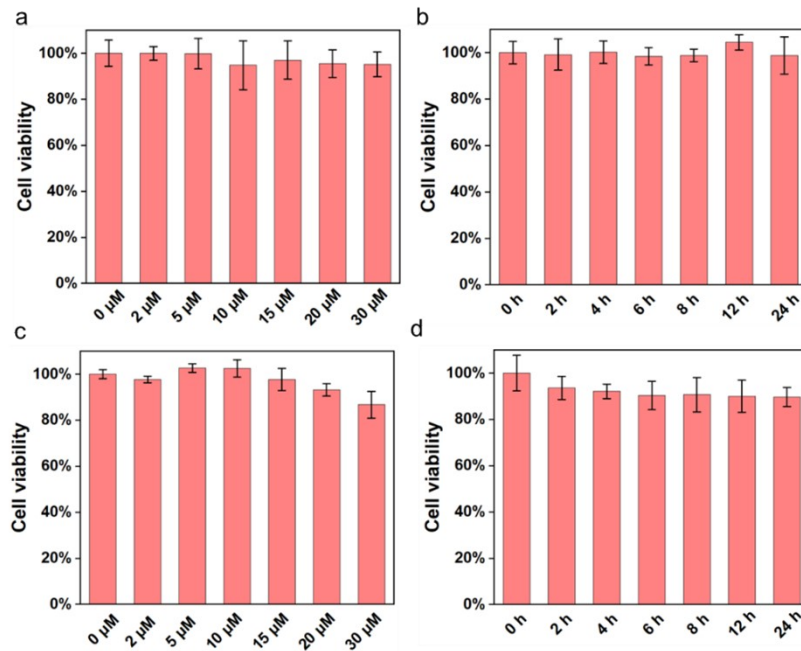 a
Cell viability
100%
80%
60%
40%
20%
0%
0 μM 2 μM 5 μM 10 μM 15 μM 20 μM 30 μM
b
Cell viability
100%
80%
60%
40%
20%
0%
0 h 2 h 4 h 6 h 8 h 12 h 24 h
c
Cell viability
100%
80%
60%
40%
20%
0%
0 μM 2 μM 5 μM 10 μM 15 μM 20 μM 30 μM
d
Cell viability
100%
80%
60%
40%
20%
0%
0 h 2 h 4 h 6 h 8 h 12 h 24 h